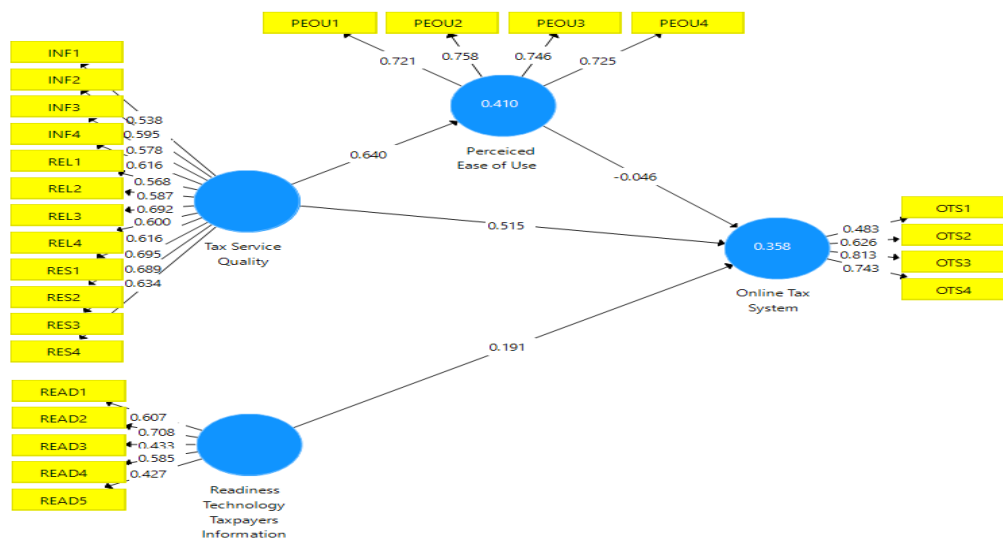 PEOU1
PEOU2
PEOU3
PEOU4
0.721
0.758
0.746
0.725
0.410
Perceiced
Ease of Use
INF1
INF2
INF3
INF4
REL1
REL2
REL3
REL4
RES1
RES2
RES3
RES4
0.538
0.595
0.578
0.616
0.568
0.587
0.692
0.600
0.616
0.695
0.689
0.634
Tax Service
Quality
0.640
-0.046
0.515
0.358
Online Tax
System
OTS1
OTS2
OTS3
OTS4
0.483
0.626
0.813
0.743
0.191
READ1
READ2
READ3
READ4
READ5
0.607
0.708
0.433
0.585
0.427
Readiness
Technology
Taxpayers
Information